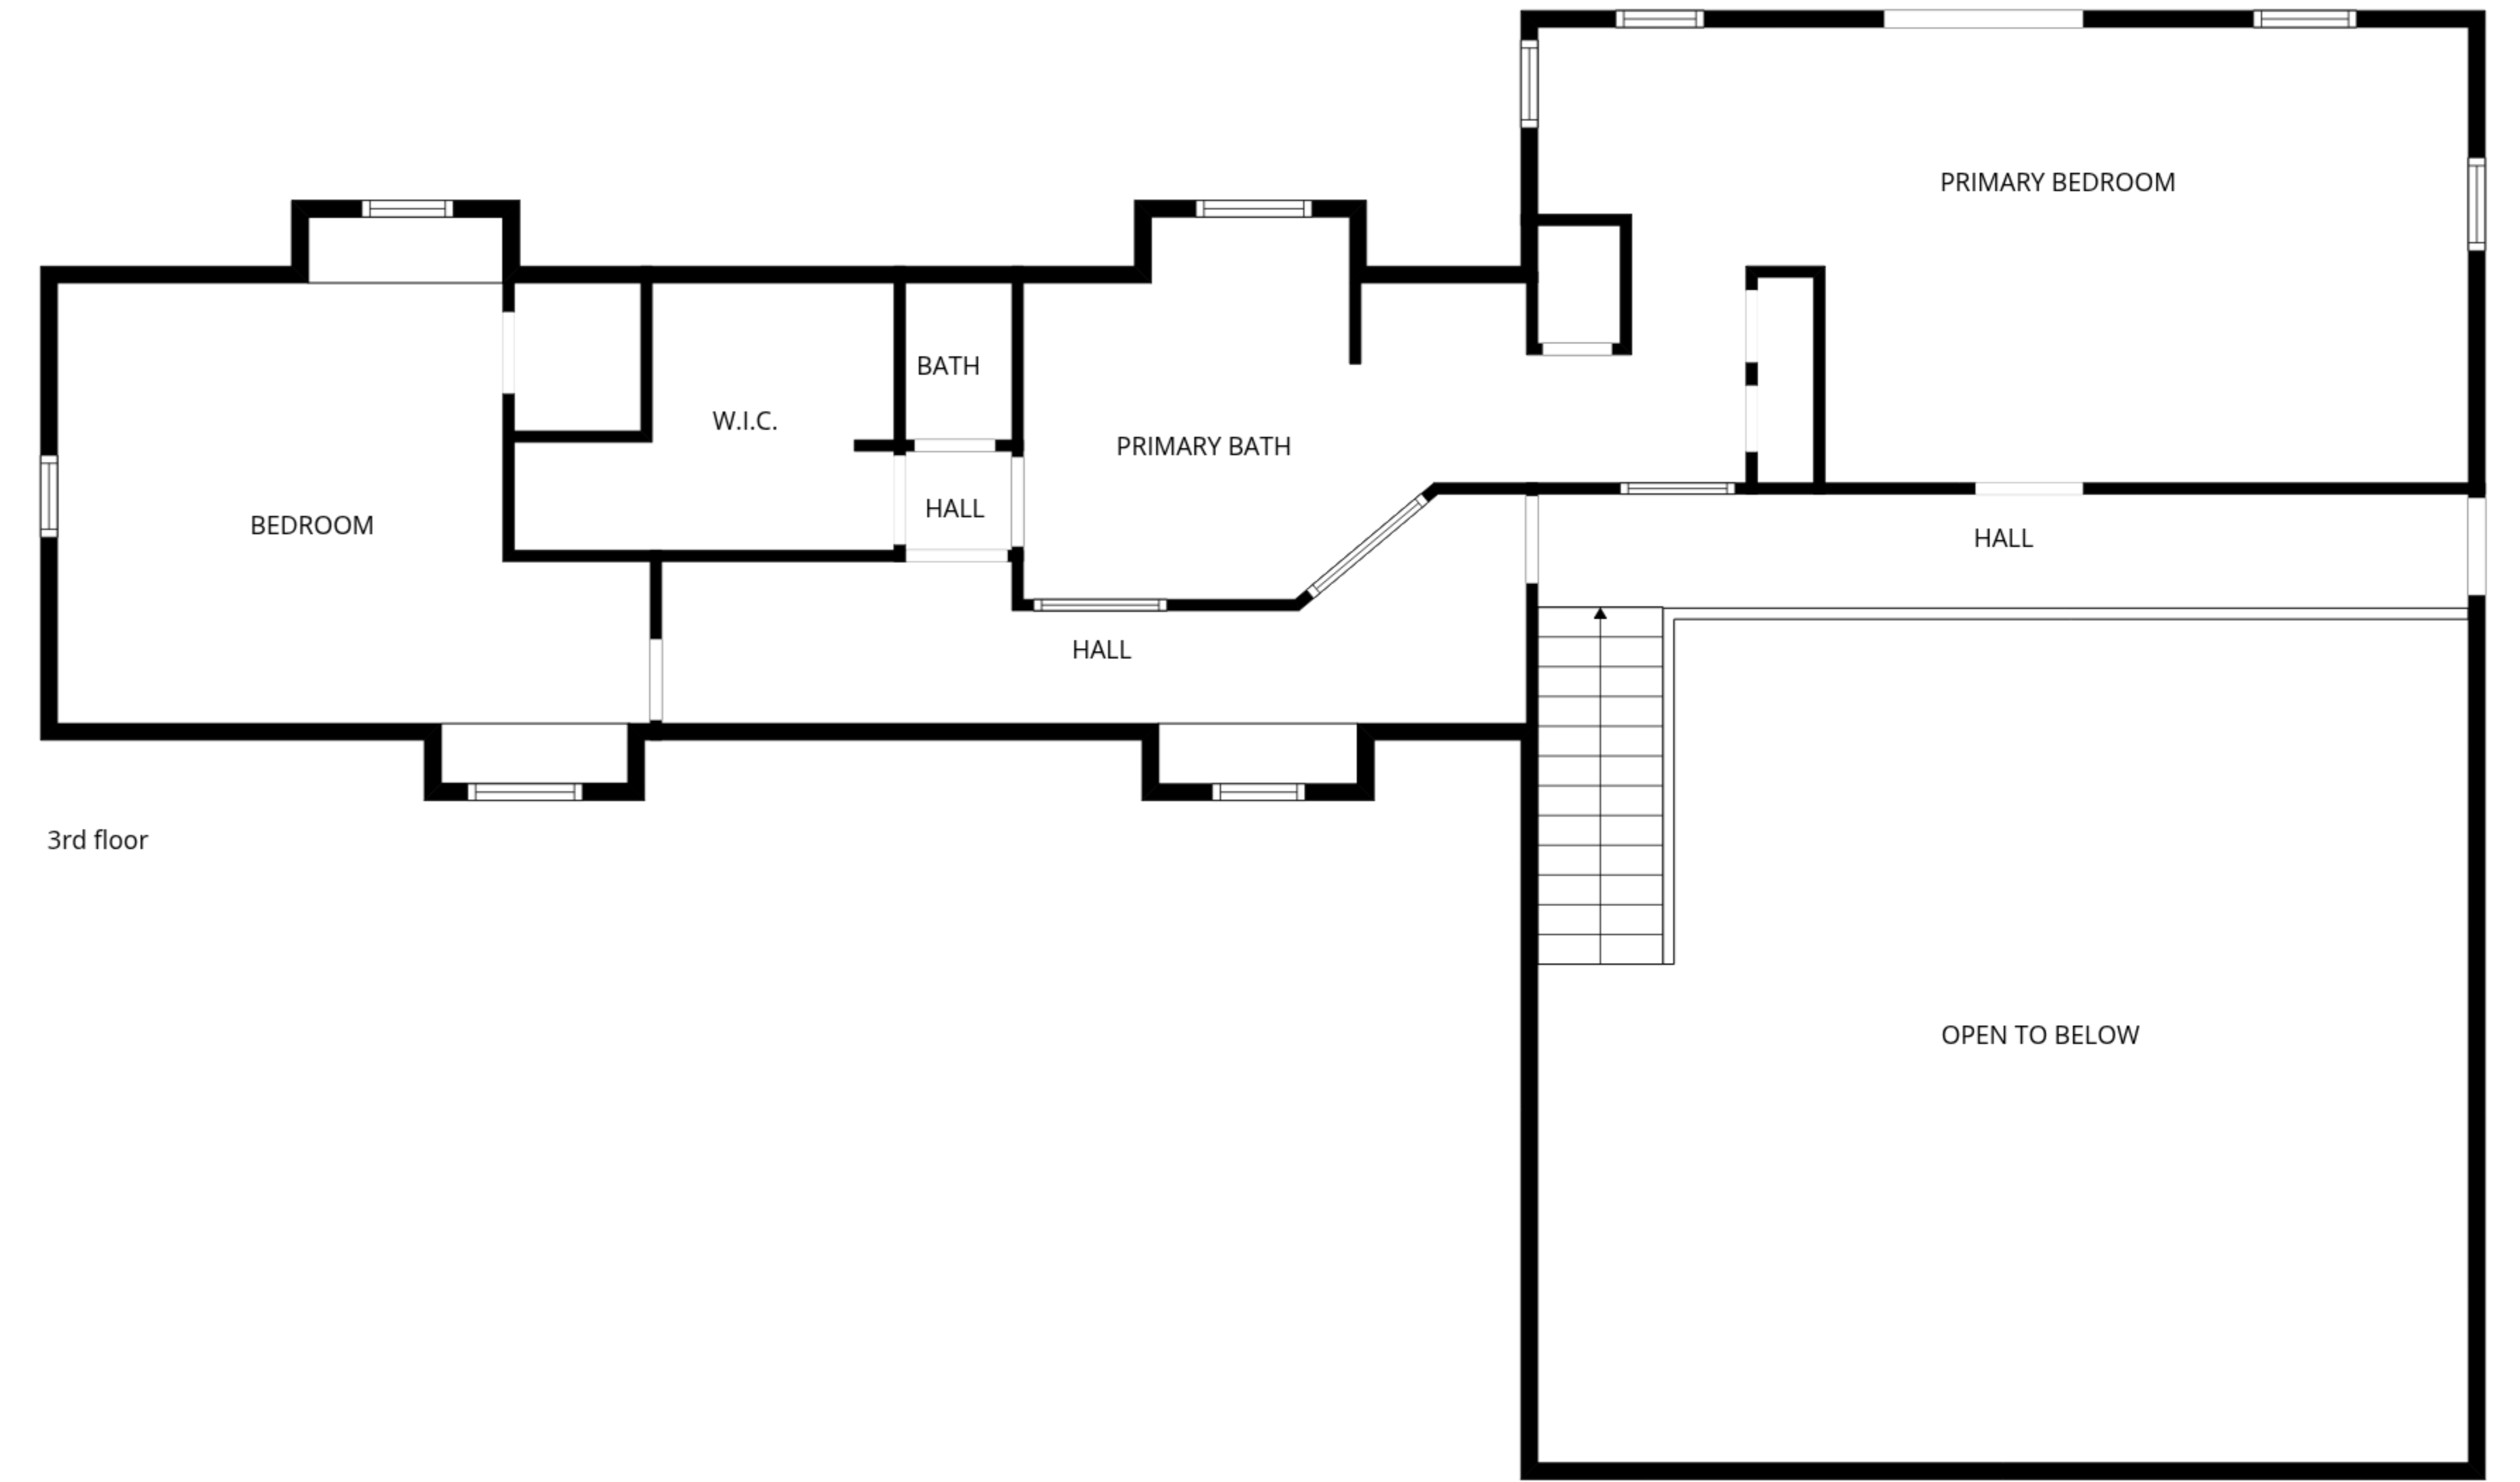 PRIMARY BEDROOM
BATH
W.I.C.
PRIMARY BATH
HALL
BEDROOM
HALL
HALL
3rd floor
OPEN TO BELOW